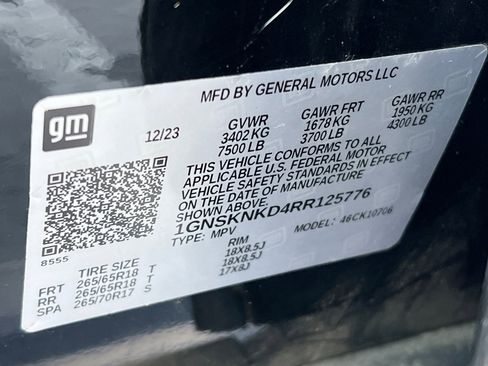 MFD BY GENERAL MOTORS LLC
gm
12/23
GVWR GAWR FRT GAWR RR
3402 KG 1678 KG 1950 KG
7500 LB 3700 LB 4300 LB
THIS VEHICLE CONFORMS TO ALL
APPLICABLE U.S. FEDERAL MOTOR
VEHICLE SAFETY STANDARDS IN EFFECT
ON THE DATE OF MANUFACTURE
SHOWN ABOVE.
1GNSKNKD4RR125776
TYPE: MPV MODEL: 46CK10706
8555
TIRE SIZE RIM
FRT 265/65R18 T 18X8.5J
RR 265/65R18 T 18X8.5J
SPA 265/70R17 S 17X8J